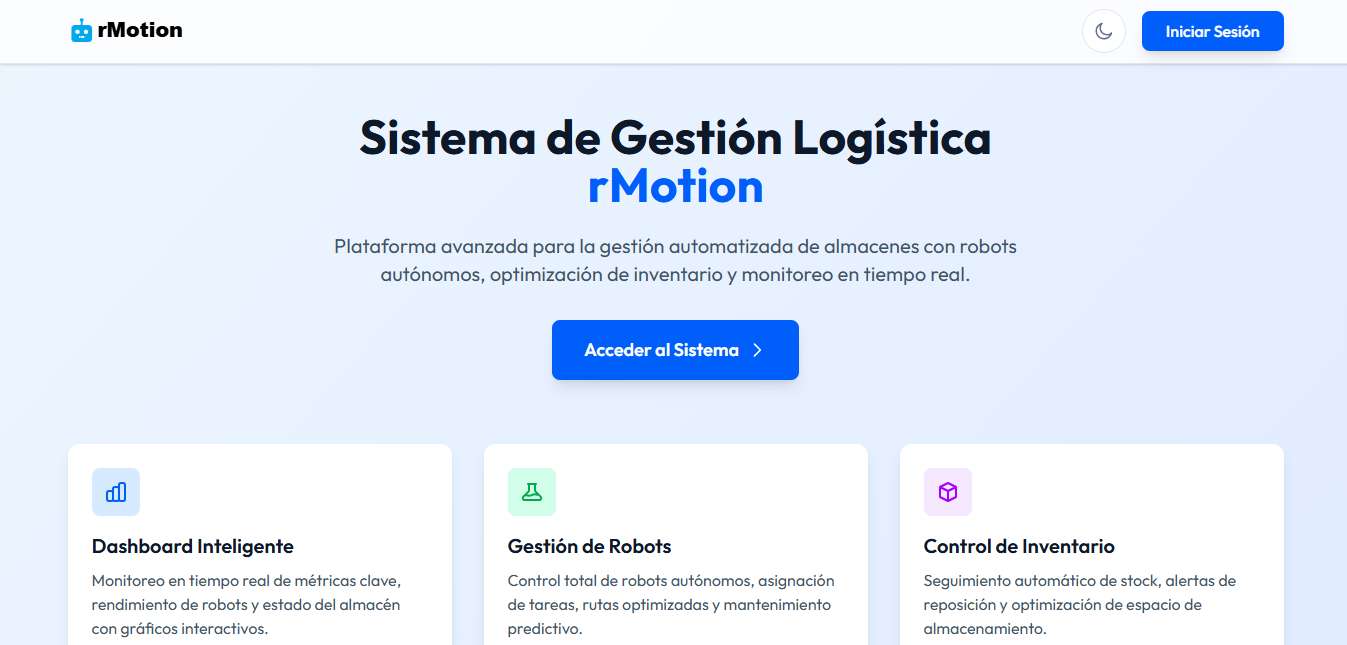 rMotion
Iniciar Sesión
Sistema de Gestión Logística
rMotion
Plataforma avanzada para la gestión automatizada de almacenes con robots
autónomos, optimización de inventario y monitoreo en tiempo real.
Acceder al Sistema
Dashboard Inteligente
Monitoreo en tiempo real de métricas clave,
rendimiento de robots y estado del almacén
con gráficos interactivos.
Gestión de Robots
Control total de robots autónomos, asignación
de tareas, rutas optimizadas y mantenimiento
predictivo.
Control de Inventario
Seguimiento automático de stock, alertas de
reposición y optimización de espacio de
almacenamiento.